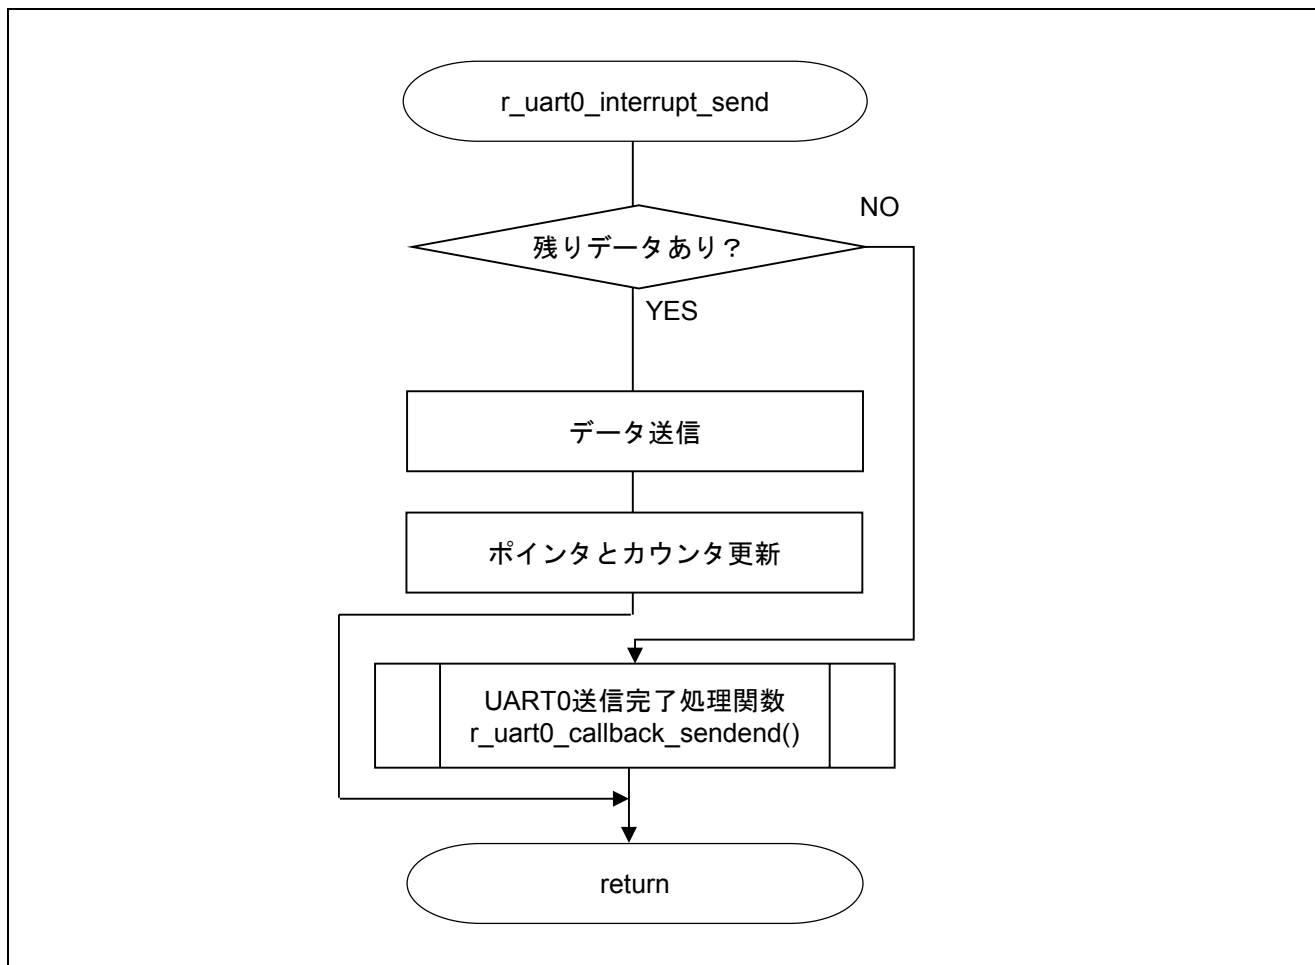 r_uart0_interrupt_send
NO
残りデータあり？
YES
データ送信
ポインタとカウンタ更新
UART0送信完了処理関数
r_uart0_callback_sendend()
return